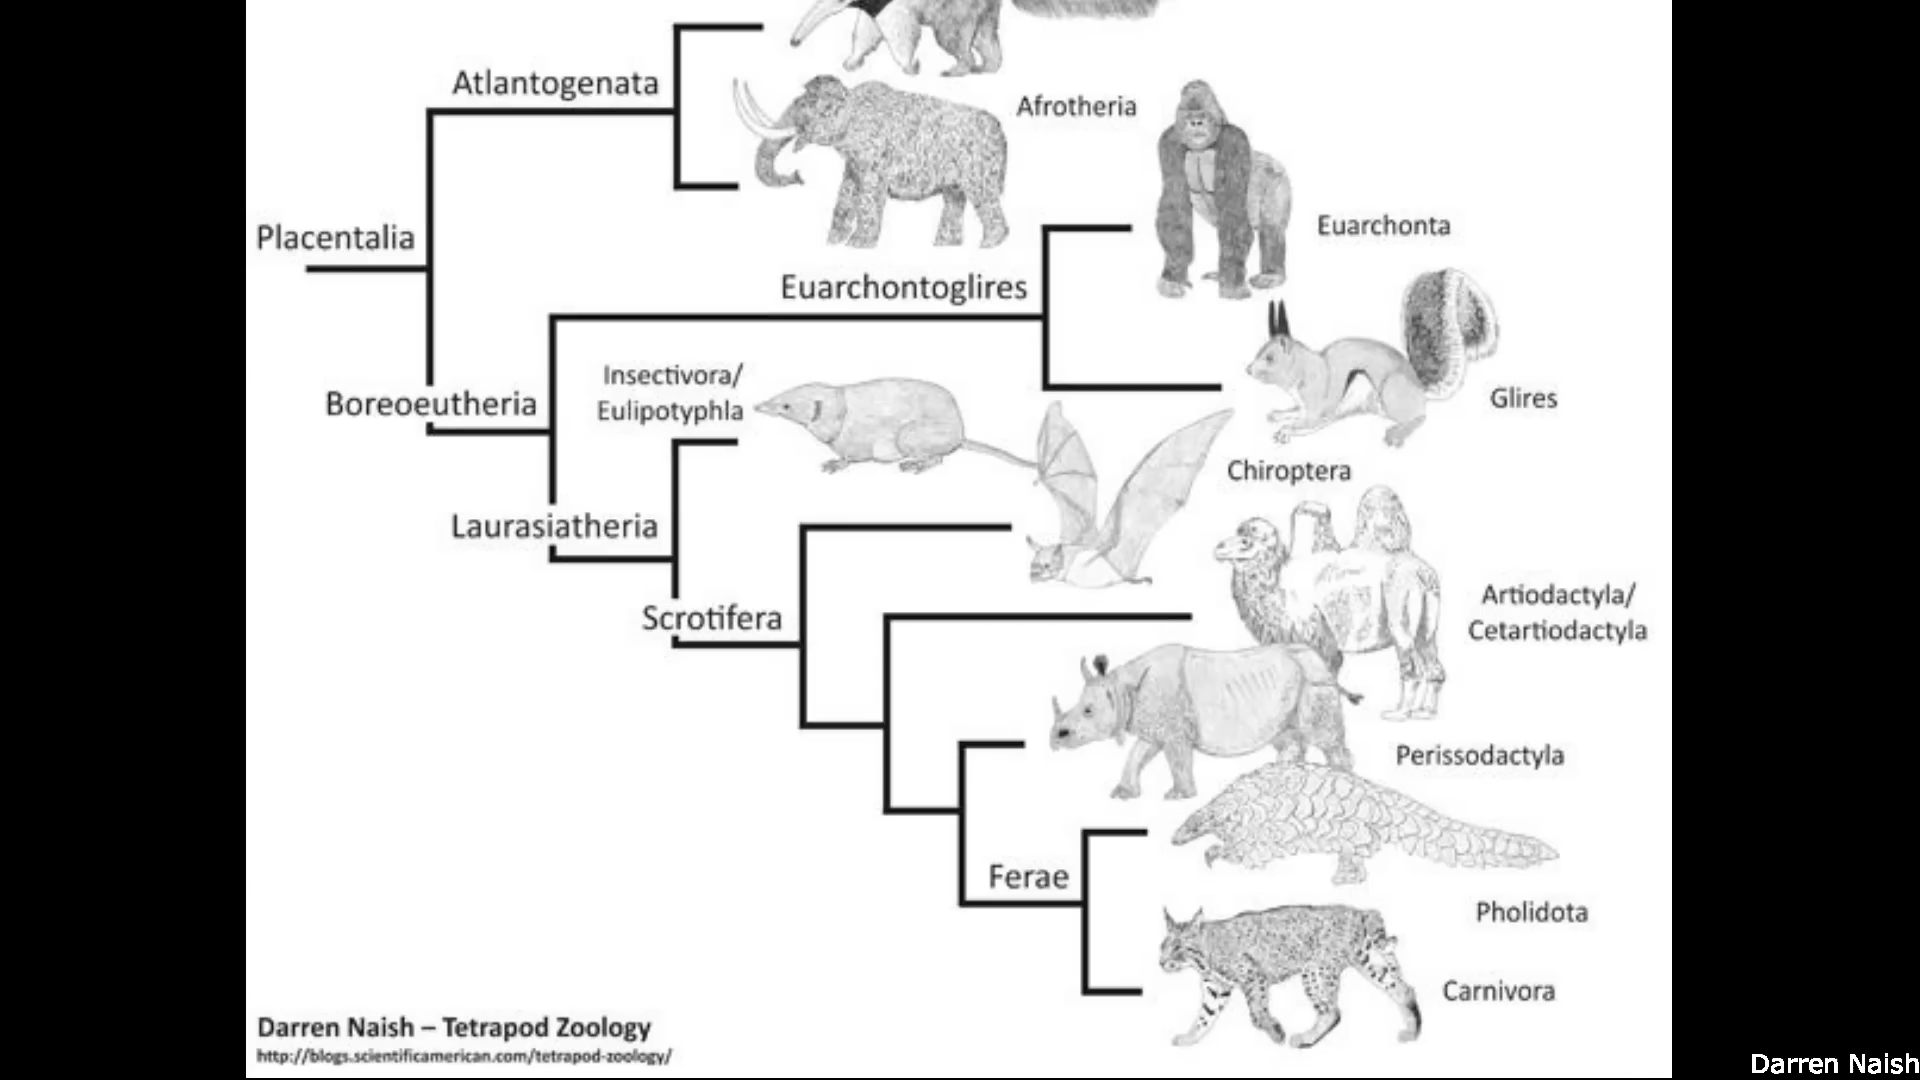 Atlantogenata
Afrotheria
Placentalia
Euarchonta
Euarchontoglires
Insectivora/
Eulipotyphla
Boreoeutheria
Glires
Chiroptera
Laurasiatheria
Artiodactyla/
Cetartiodactyla
Scrotifera
Perissodactyla
Ferae
Pholidota
Carnivora
Darren Naish – Tetrapod Zoology
http://blogs.scientificamerican.com/tetrapod-zoology/
Darren Naish